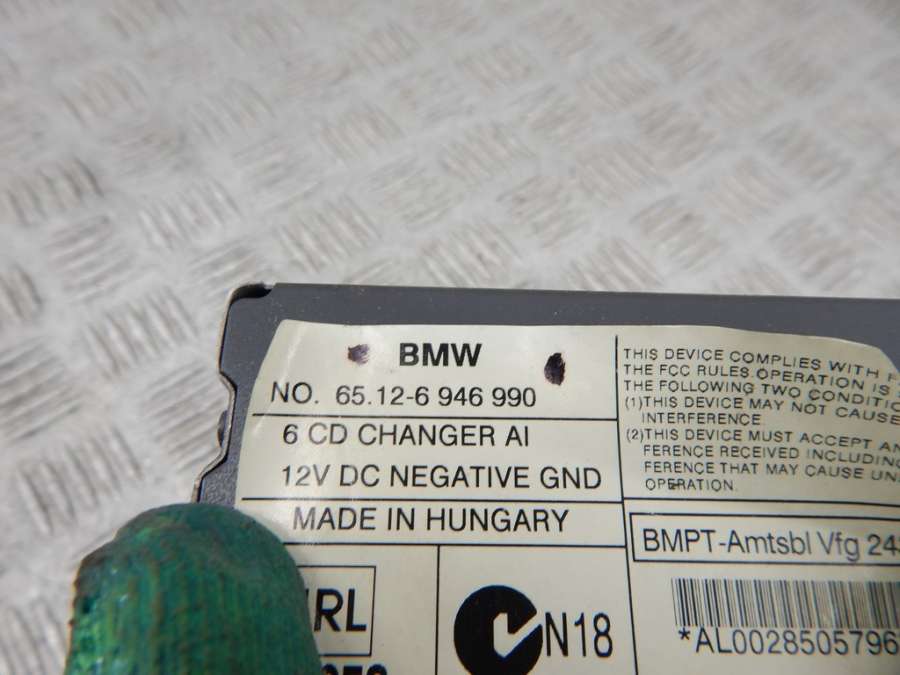 BMW
NO. 65.12-6 946 990
6 CD CHANGER AI
12V DC NEGATIVE GND
MADE IN HUNGARY
THIS DEVICE COMPLIES WITH F
THE FCC RULES.OPERATION IS
THE FOLLOWING TWO CONDITIO
(1)THIS DEVICE MAY NOT CAUSE
INTERFERENCE.
(2)THIS DEVICE MUST ACCEPT AN
FERENCE RECEIVED INCLUDING
FERENCE THAT MAY CAUSE UN
OPERATION.
BMPT-Amtsbl Vfg 24
RL
N18
*AL0028505796